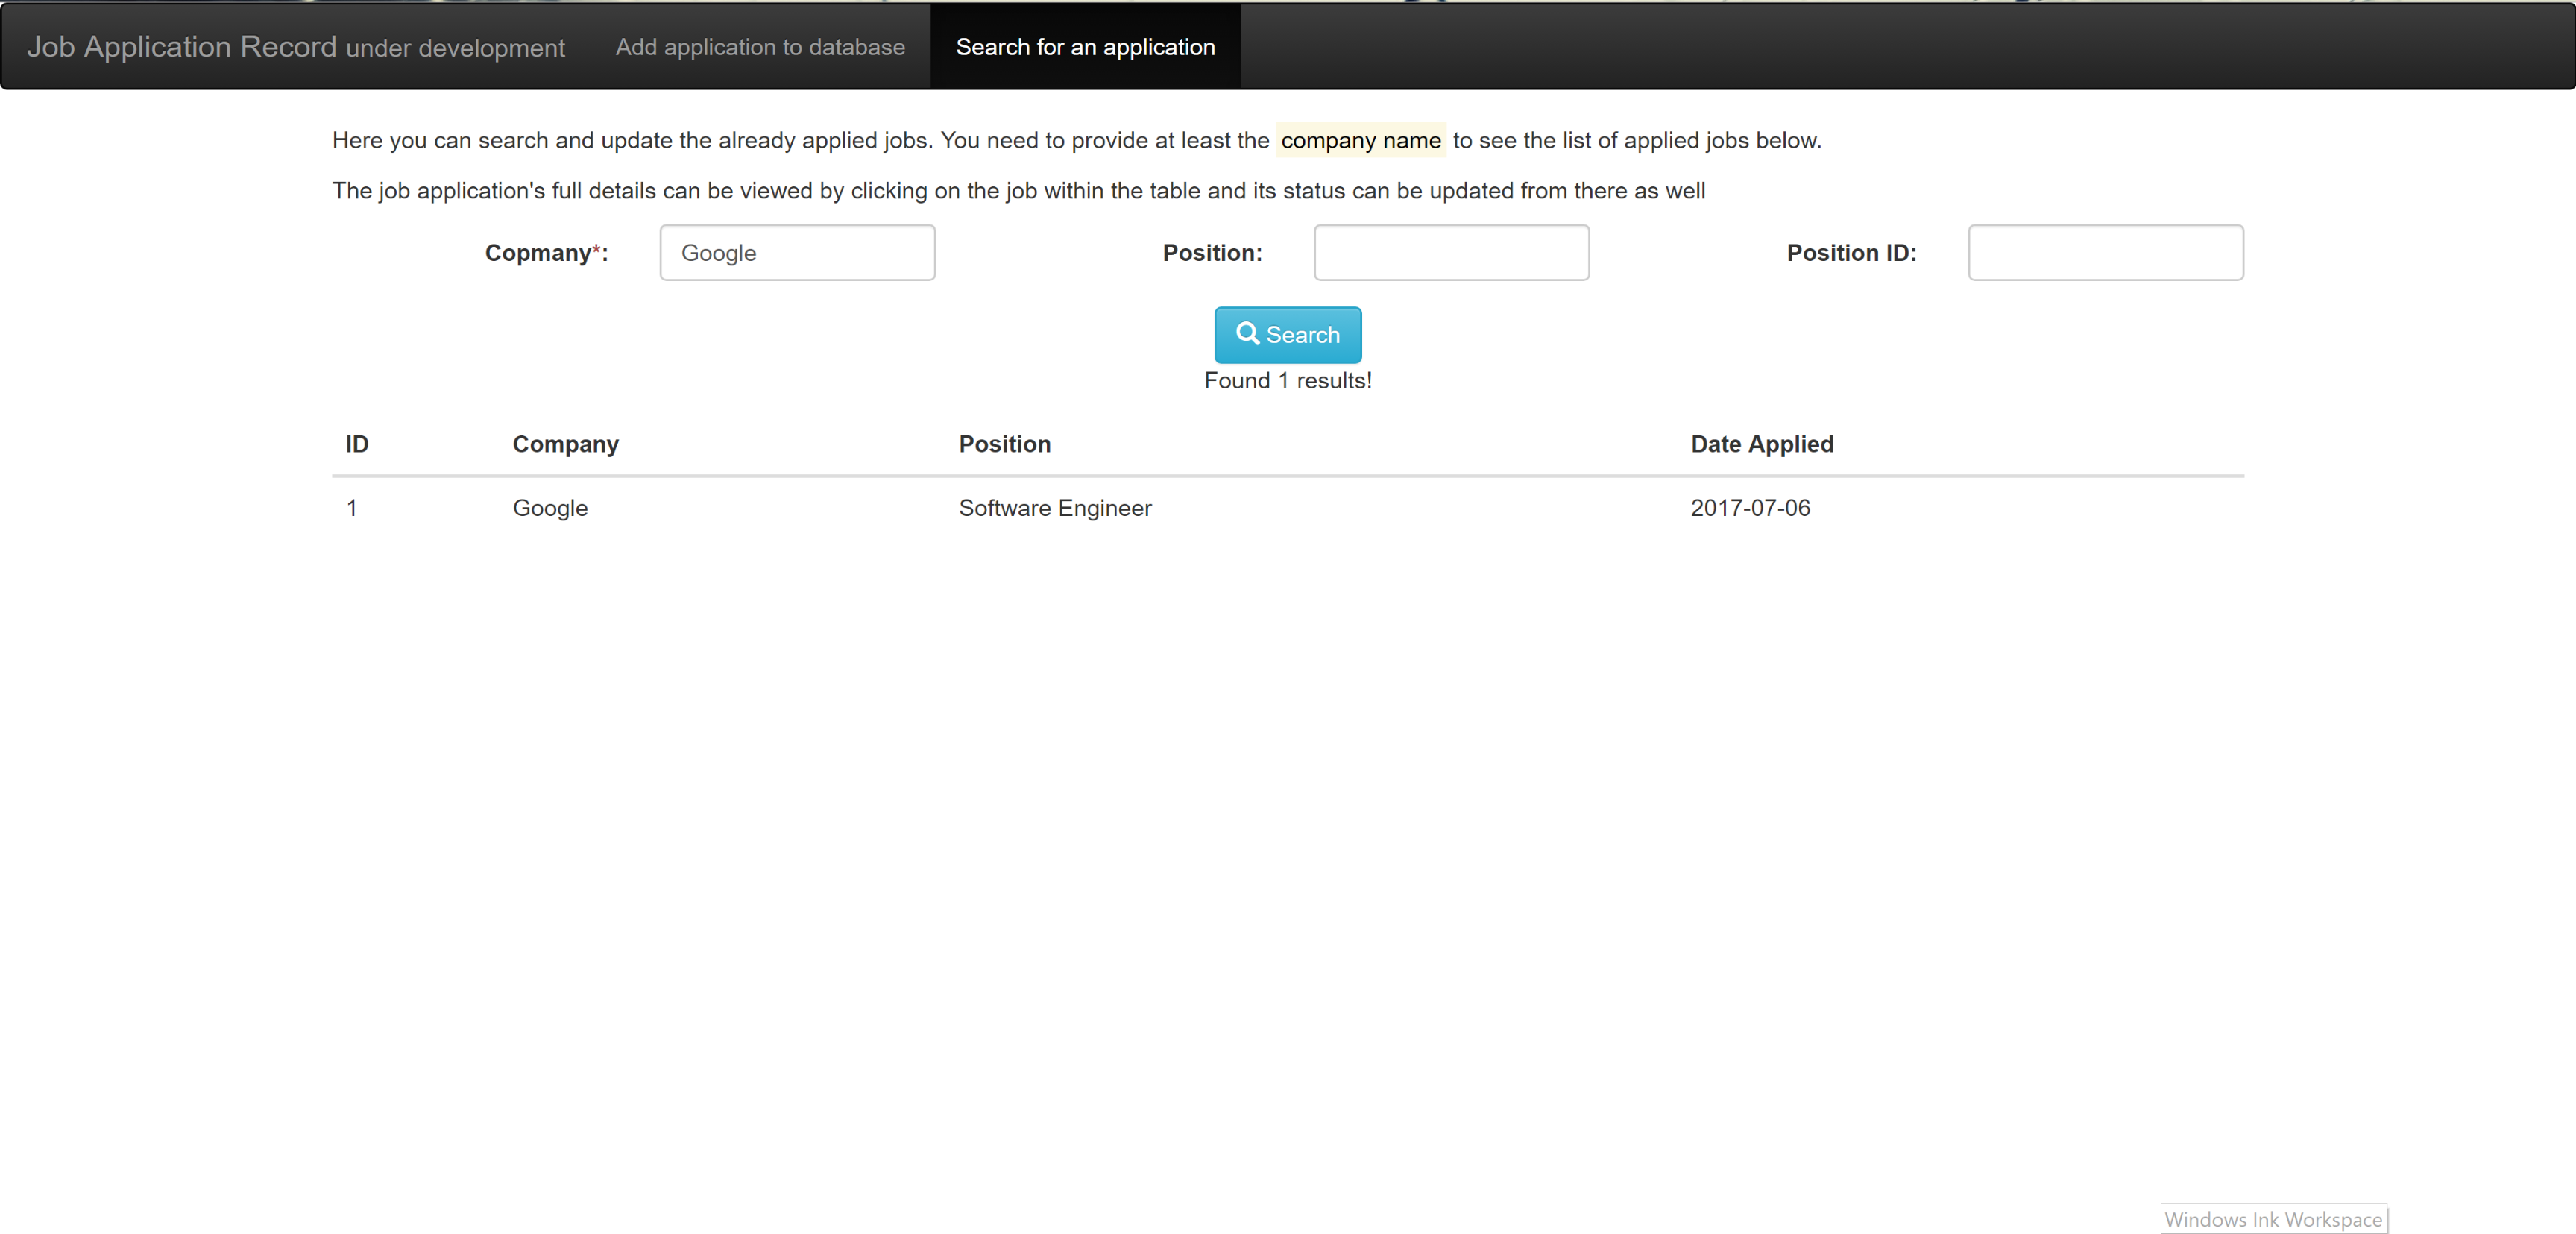 Job Application Record under development Add application to database Search for an application
Here you can search and update the already applied jobs. You need to provide at least the company name to see the list of applied jobs below.
The job application's full details can be viewed by clicking on the job within the table and its status can be updated from there as well
Copmany*: Google Position: Position ID:
Search
Found 1 results!
ID Company Position Date Applied
1 Google Software Engineer 2017-07-06
Windows Ink Workspace